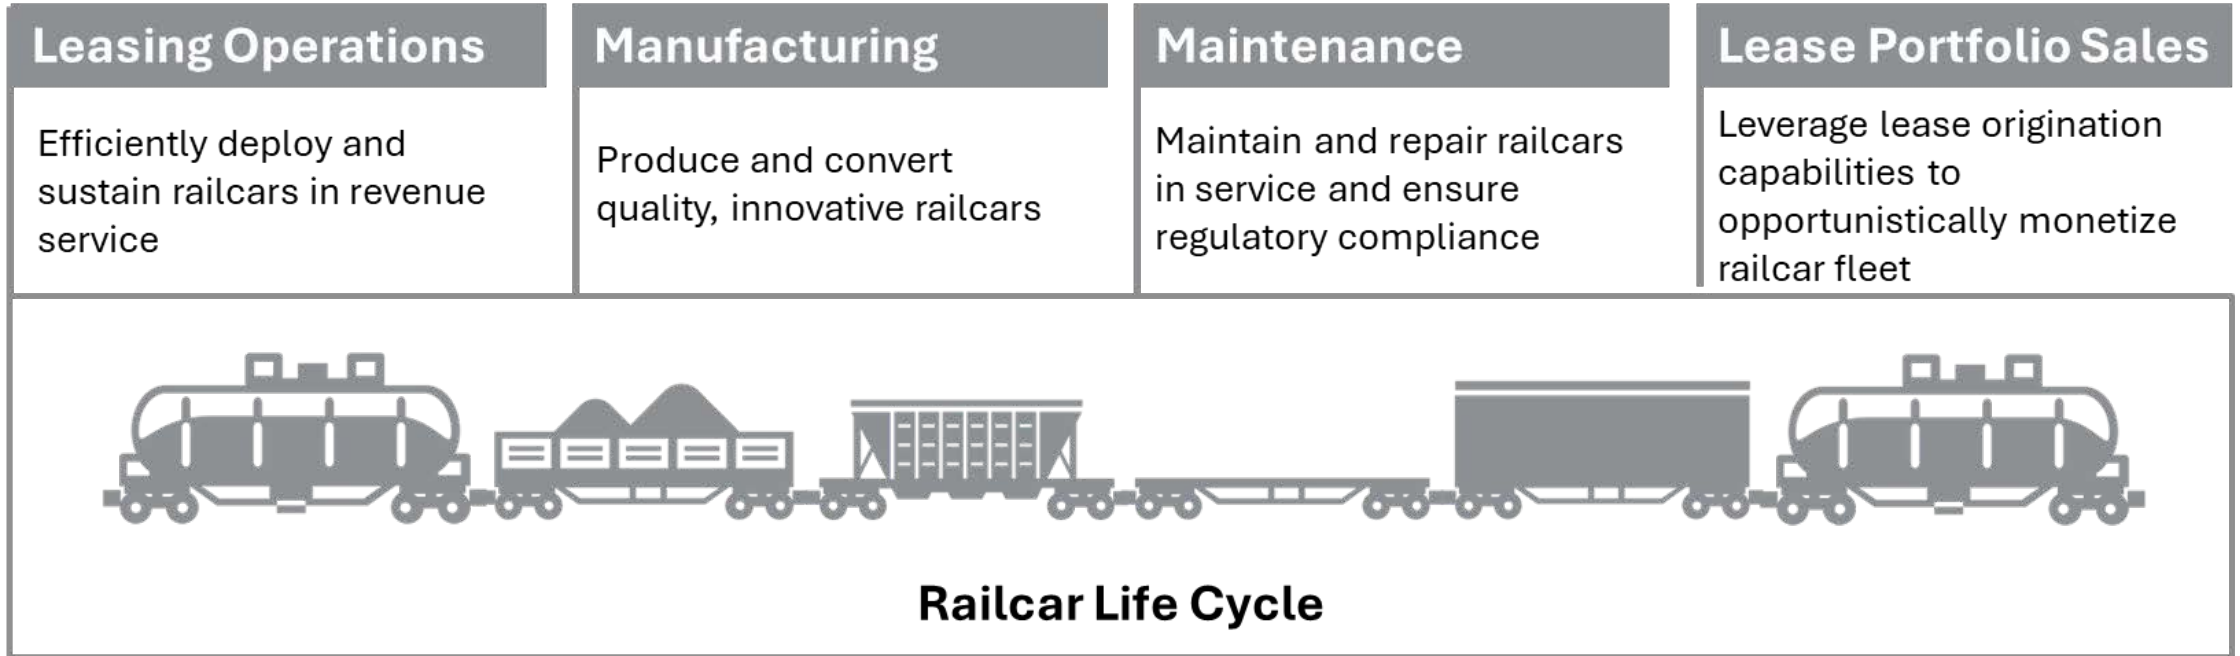 Leasing Operations
Efficiently deploy and
sustain railcars in revenue
service
Manufacturing
Produce and convert
quality, innovative railcars
Maintenance
Maintain and repair railcars
in service and ensure
regulatory compliance
Lease Portfolio Sales
Leverage lease origination
capabilities to
opportunistically monetize
railcar fleet
Railcar Life Cycle